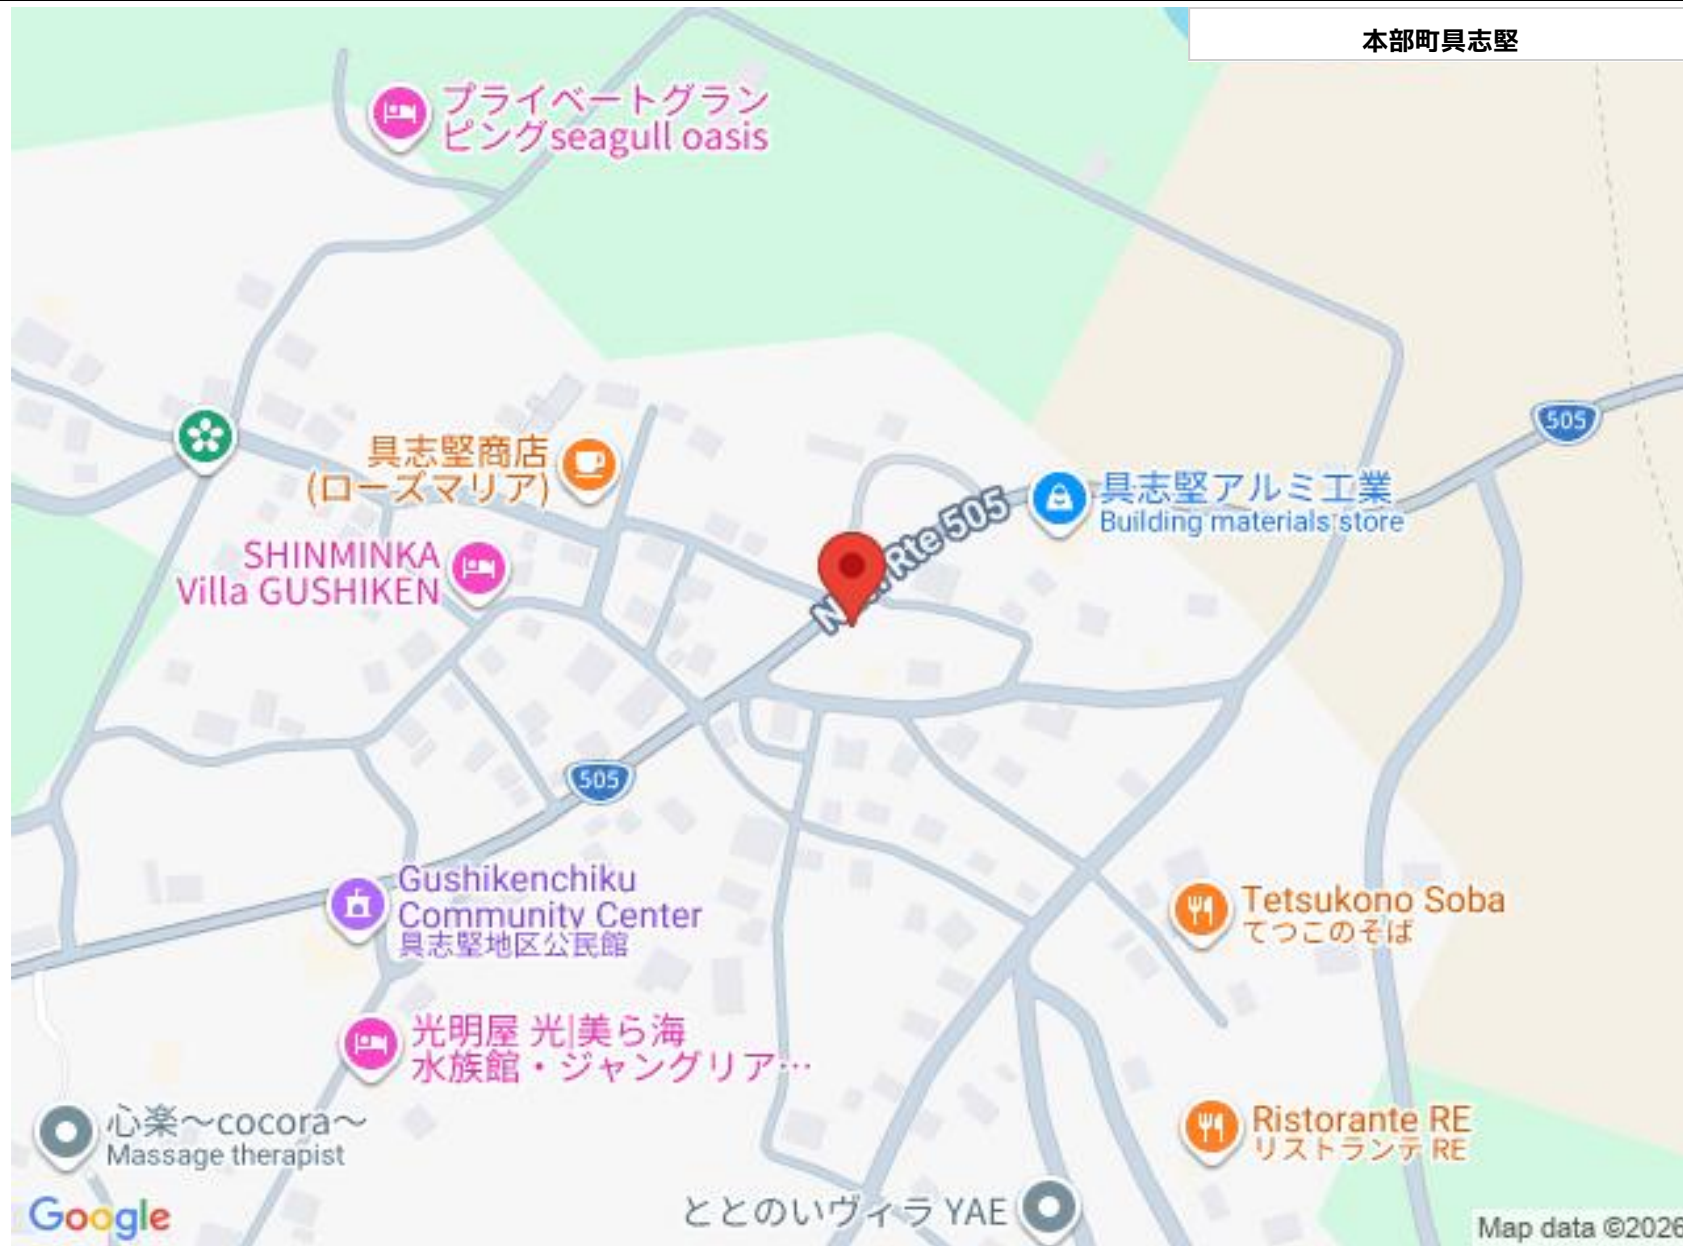 本部町具志堅
プライベートグラン
ピングseagull oasis
505
具志堅商店
(ローズマリア)
具志堅アルミ工業
Building materials store
SHINMINKA
Villa GUSHIKEN
Rte 505
505
Gushikenchiku
Community Center
具志堅地区公民館
Tetsukono Soba
てつこのそば
光明屋 光|美ら海
水族館・ジャングリア…
心楽～cocora～
Massage therapist
Ristorante RE
リストランテ RE
ととのいヴィラ YAE
Google
Map data ©2026